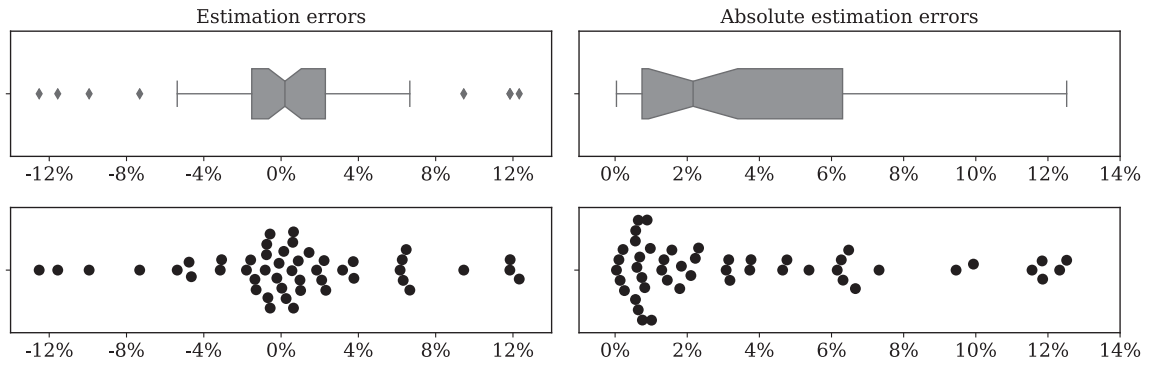 Estimation errors
Absolute estimation errors
-12% -8% -4% 0% 4% 8% 12%
0% 2% 4% 6% 8% 10% 12% 14%
-12% -8% -4% 0% 4% 8% 12%
0% 2% 4% 6% 8% 10% 12% 14%